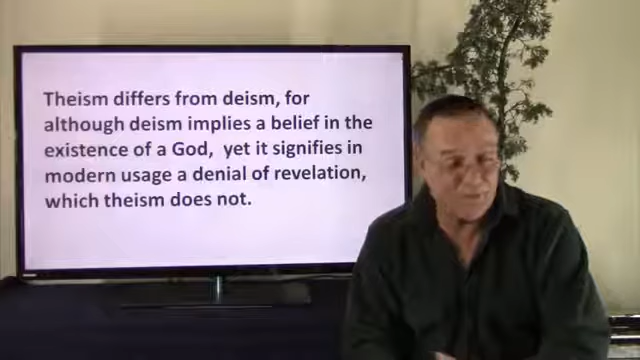 Theism differs from deism, for
although deism implies a belief in the
existence of a God, yet it signifies in
modern usage a denial of revelation,
which theism does not.